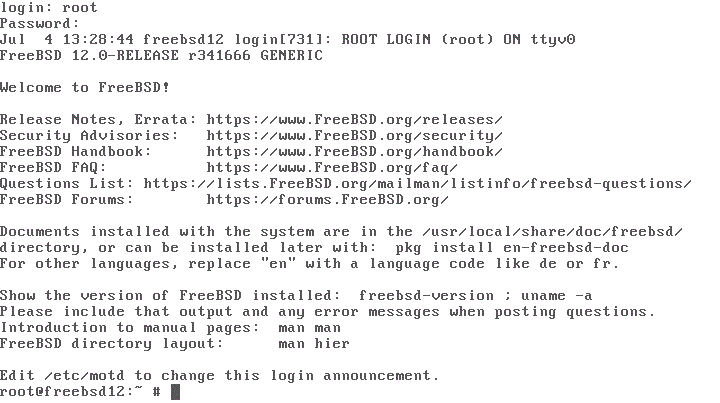 login: root
Password:
Jul  4 13:28:44 freebsd12 login[731]: ROOT LOGIN (root) ON ttyv0
FreeBSD 12.0-RELEASE r341666 GENERIC
Welcome to FreeBSD!
Release Notes, Errata: https://www.FreeBSD.org/releases/
Security Advisories:   https://www.FreeBSD.org/security/
FreeBSD Handbook:      https://www.FreeBSD.org/handbook/
FreeBSD FAQ:           https://www.FreeBSD.org/faq/
Questions List: https://lists.FreeBSD.org/mailman/listinfo/freebsd-questions/
FreeBSD Forums:        https://forums.FreeBSD.org/
Documents installed with the system are in the /usr/local/share/doc/freebsd/
directory, or can be installed later with:  pkg install en-freebsd-doc
For other languages, replace "en" with a language code like de or fr.
Show the version of FreeBSD installed:  freebsd-version ; uname -a
Please include that output and any error messages when posting questions.
Introduction to manual pages:  man man
FreeBSD directory layout:      man hier
Edit /etc/motd to change this login announcement.
root@freebsd12:~ #